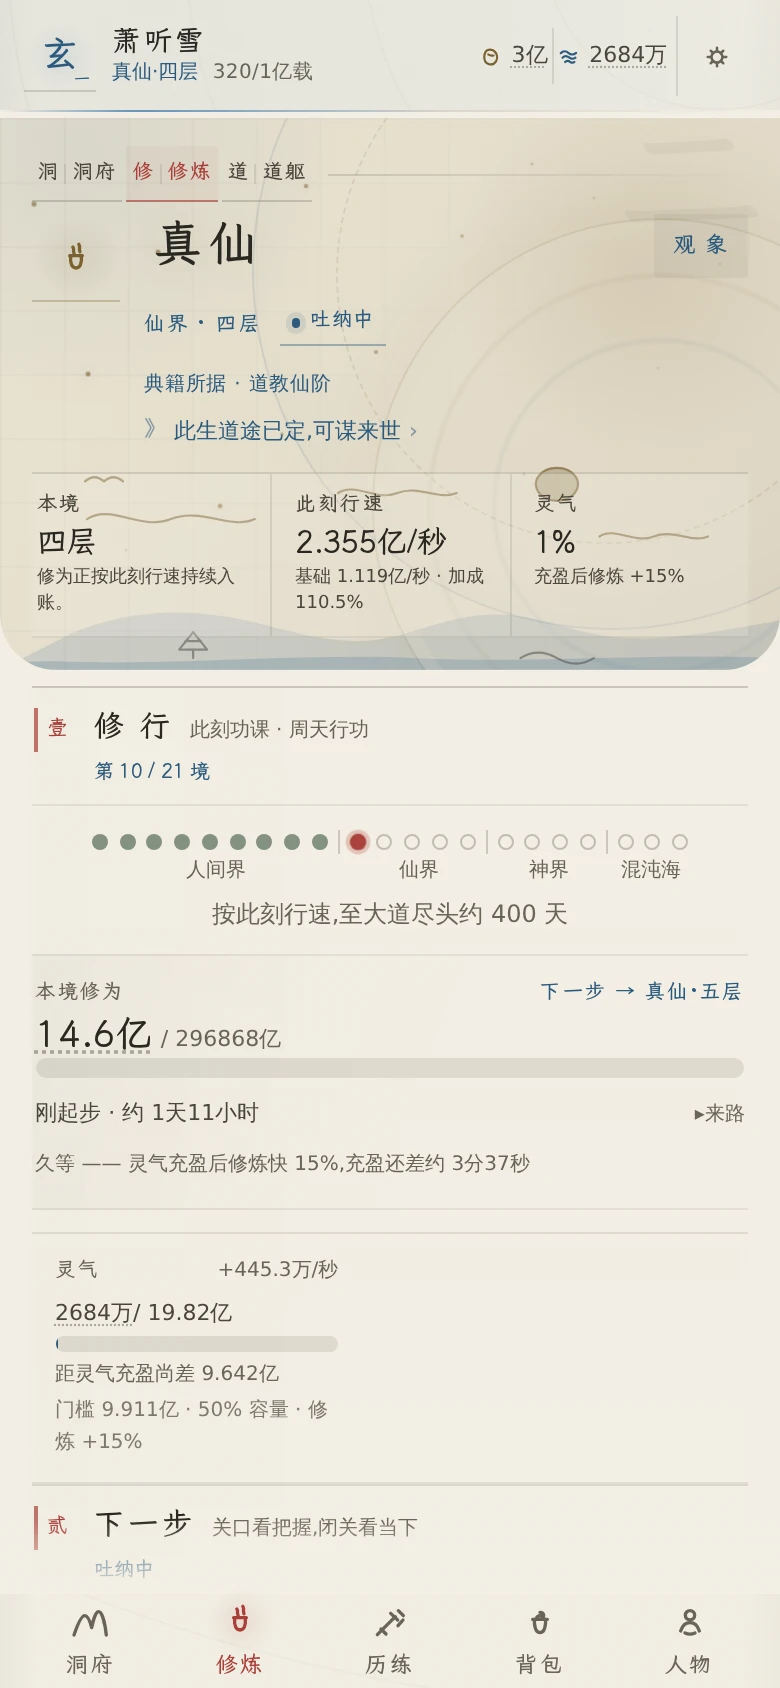 玄
萧听雪
真仙·四层 320/1亿载
3亿 2684万
洞 洞府 修 修炼 道 道躯
真仙
观象
仙界·四层 吐纳中
典籍所据·道教仙阶
》 此生道途已定,可谋来世 ›
本境 此刻行速 灵气
四层 2.355亿/秒 1%
修为正按此刻行速持续入账。
基础 1.119亿/秒·加成 110.5%
充盈后修炼 +15%
壹 修行 此刻功课·周天行功
第 10 / 21 境
人间界 仙界 神界 混沌海
按此刻行速,至大道尽头约 400 天
本境修为 下一步 → 真仙·五层
14.6亿 / 296868亿
刚起步·约 1天11小时 ▸来路
久等 —— 灵气充盈后修炼快 15%,充盈还差约 3分37秒
灵气 +445.3万/秒
2684万/ 19.82亿
距灵气充盈尚差 9.642亿
门槛 9.911亿·50% 容量·修
炼 +15%
贰 下一步 关口看把握,闭关看当下
吐纳中
洞府 修炼 历练 背包 人物